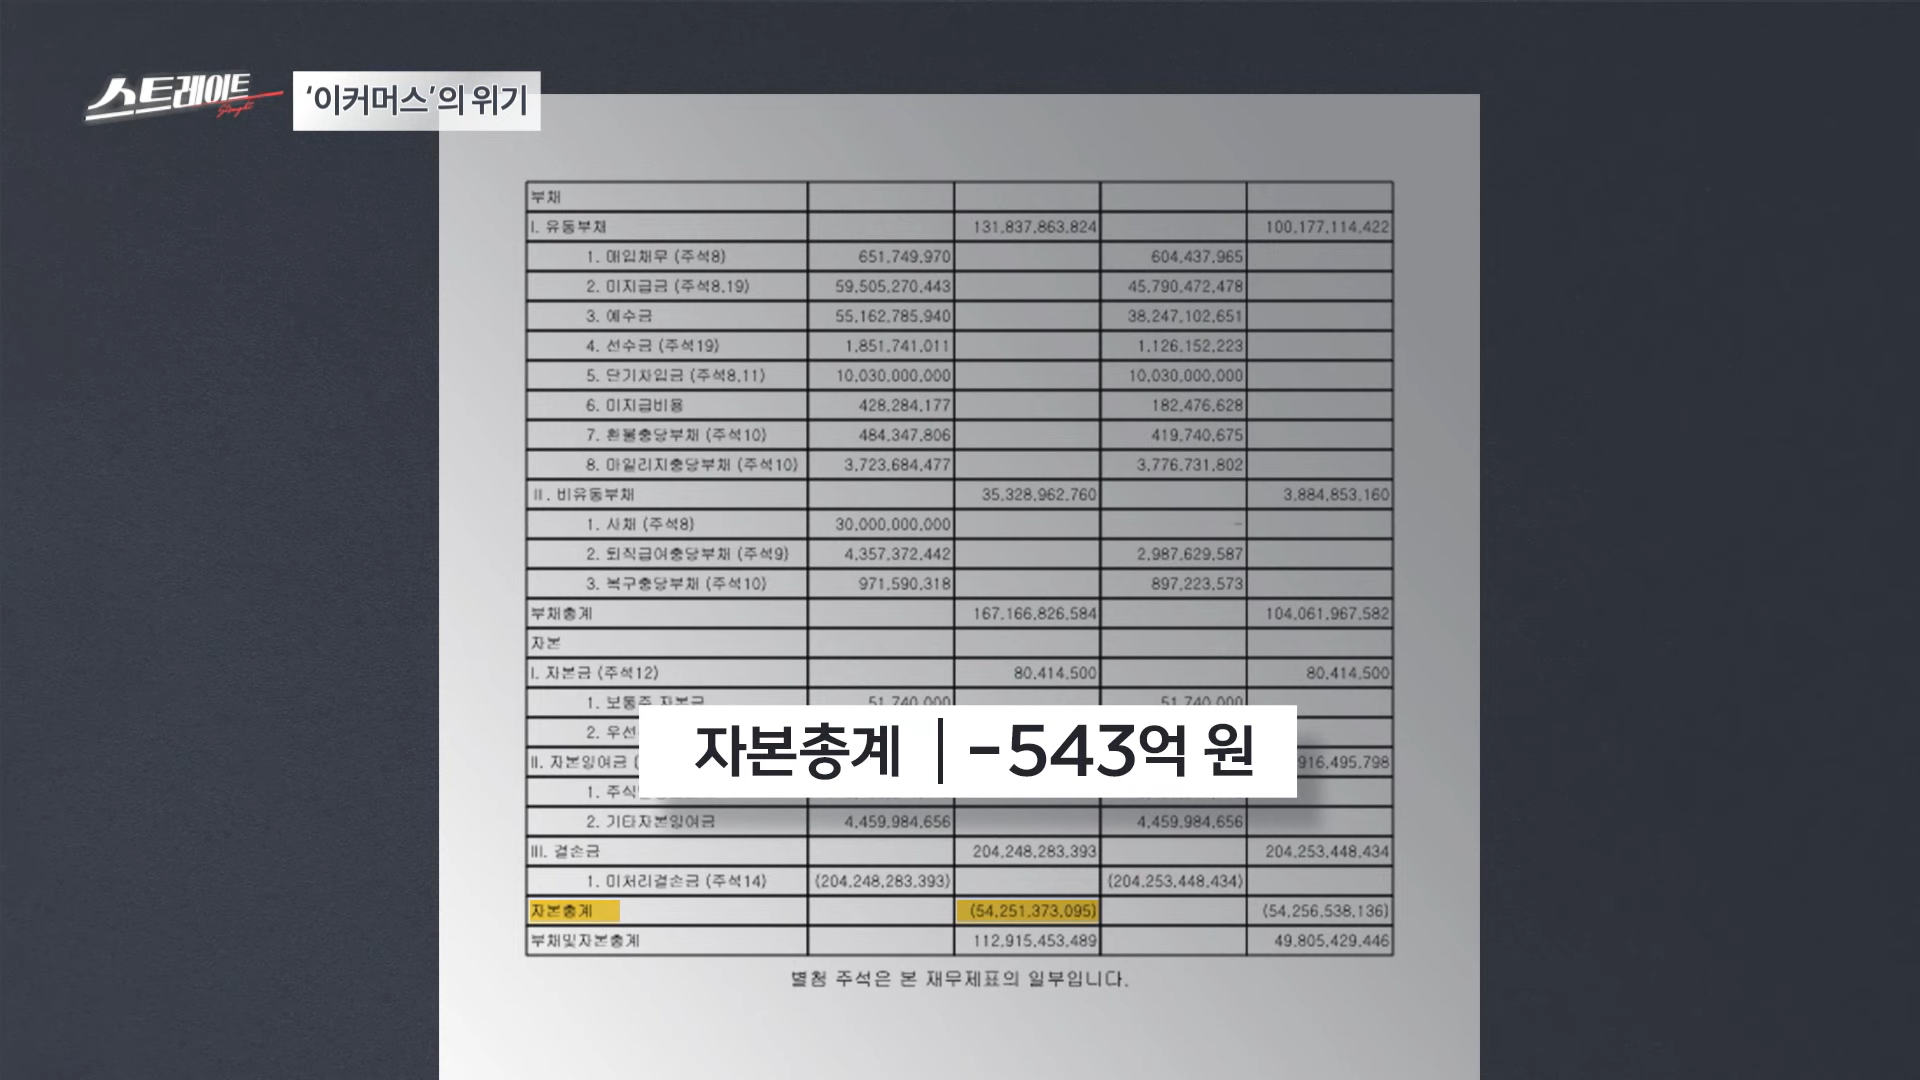 스트레이트
Straight
‘이커머스’의 위기
부채
I. 유동부채 131,837,863,824 100,177,114,422
1. 매입채무 (주석8) 651,749,970 604,437,965
2. 미지급금 (주석8,19) 59,505,270,443 45,790,472,478
3. 예수금 55,162,785,940 38,247,102,651
4. 선수금 (주석19) 1,851,741,011 1,126,152,223
5. 단기차입금 (주석8,11) 10,030,000,000 10,030,000,000
6. 미지급비용 428,284,177 182,476,628
7. 환불충당부채 (주석10) 484,347,806 419,740,675
8. 마일리지충당부채 (주석10) 3,723,684,477 3,776,731,802
II. 비유동부채 35,328,962,760 3,884,853,160
1. 사채 (주석8) 30,000,000,000 -
2. 퇴직급여충당부채 (주석9) 4,357,372,442 2,987,629,587
3. 복구충당부채 (주석10) 971,590,318 897,223,573
부채총계 167,166,826,584 104,061,967,582
자본
I. 자본금 (주석12) 80,414,500 80,414,500
1. 보통주 자본금 51,740,000 51,740,000
2. 우선
II. 자본잉여금 ( 916,495,798
자본총계 | -543억 원
1. 주식
2. 기타자본잉여금 4,459,984,656 4,459,984,656
III. 결손금 204,248,283,393 204,253,448,434
1. 미처리결손금 (주석14) (204,248,283,393) (204,253,448,434)
자본총계 (54,251,373,095) (54,256,538,136)
부채및자본총계 112,915,453,489 49,805,429,446
별첨 주석은 본 재무제표의 일부입니다.